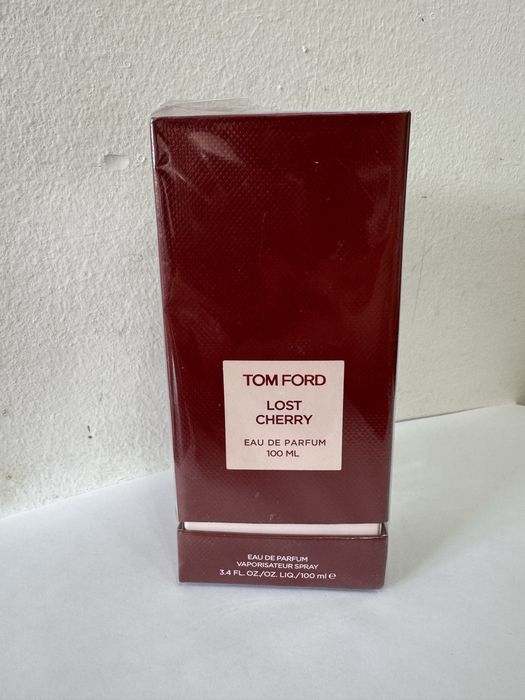 TOM FORD
LOST
CHERRY
EAU DE PARFUM
100 ML
EAU DE PARFUM
VAPORISATEUR SPRAY
3.4 FL. OZ./OZ. LIQ./100 ml ℮